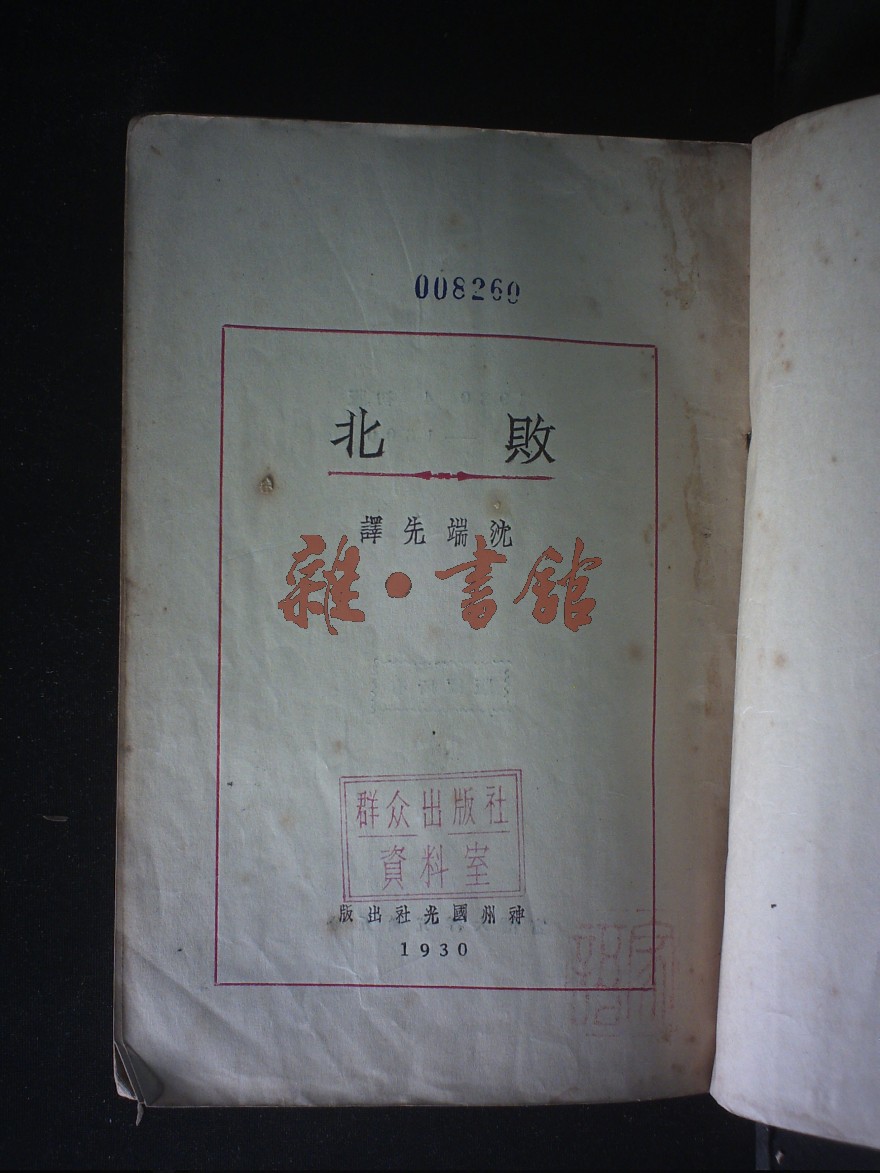 008260
敗北
沈端先譯
雜•書館
群众出版社
資料室
神州國光社出版
1930